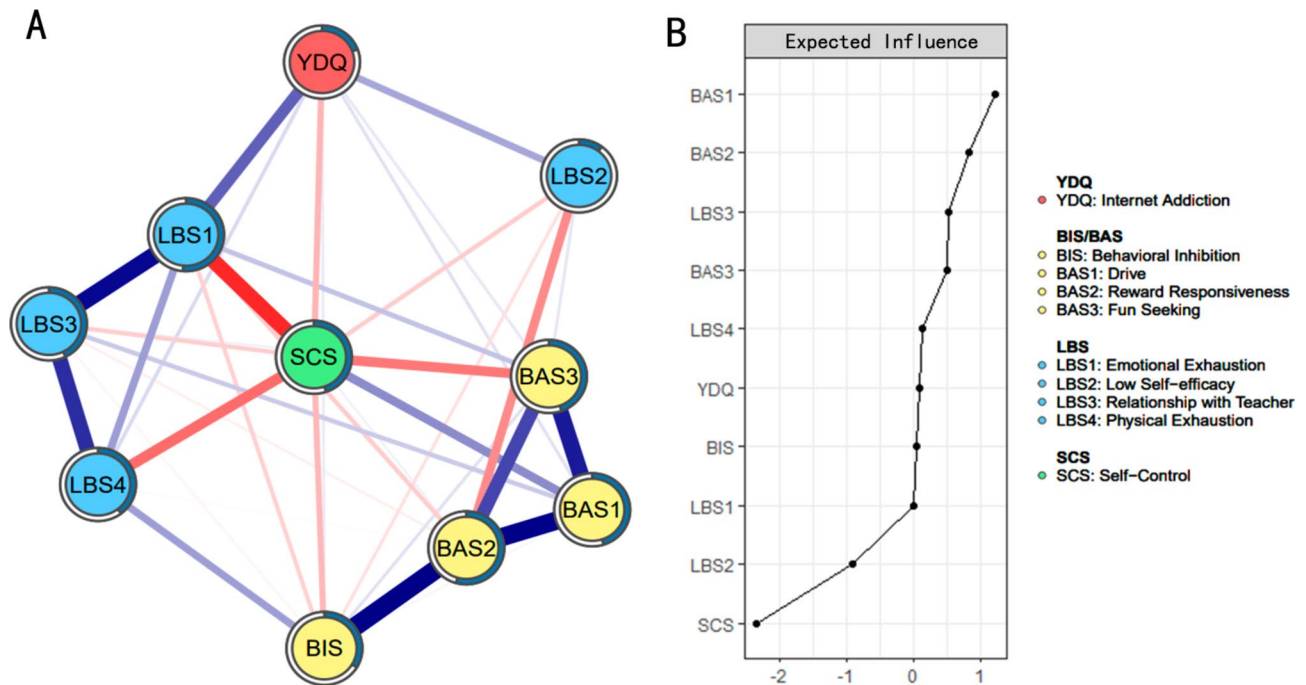 A
YDQ
LBS2
LBS1
LBS3
SCS
BAS3
LBS4
BAS1
BAS2
BIS
B
Expected Influence
BAS1
BAS2
LBS3
BAS3
LBS4
YDQ
BIS
LBS1
LBS2
SCS
-2 -1 0 1
YDQ
YDQ: Internet Addiction
BIS/BAS
BIS: Behavioral Inhibition
BAS1: Drive
BAS2: Reward Responsiveness
BAS3: Fun Seeking
LBS
LBS1: Emotional Exhaustion
LBS2: Low Self-efficacy
LBS3: Relationship with Teacher
LBS4: Physical Exhaustion
SCS
SCS: Self-Control